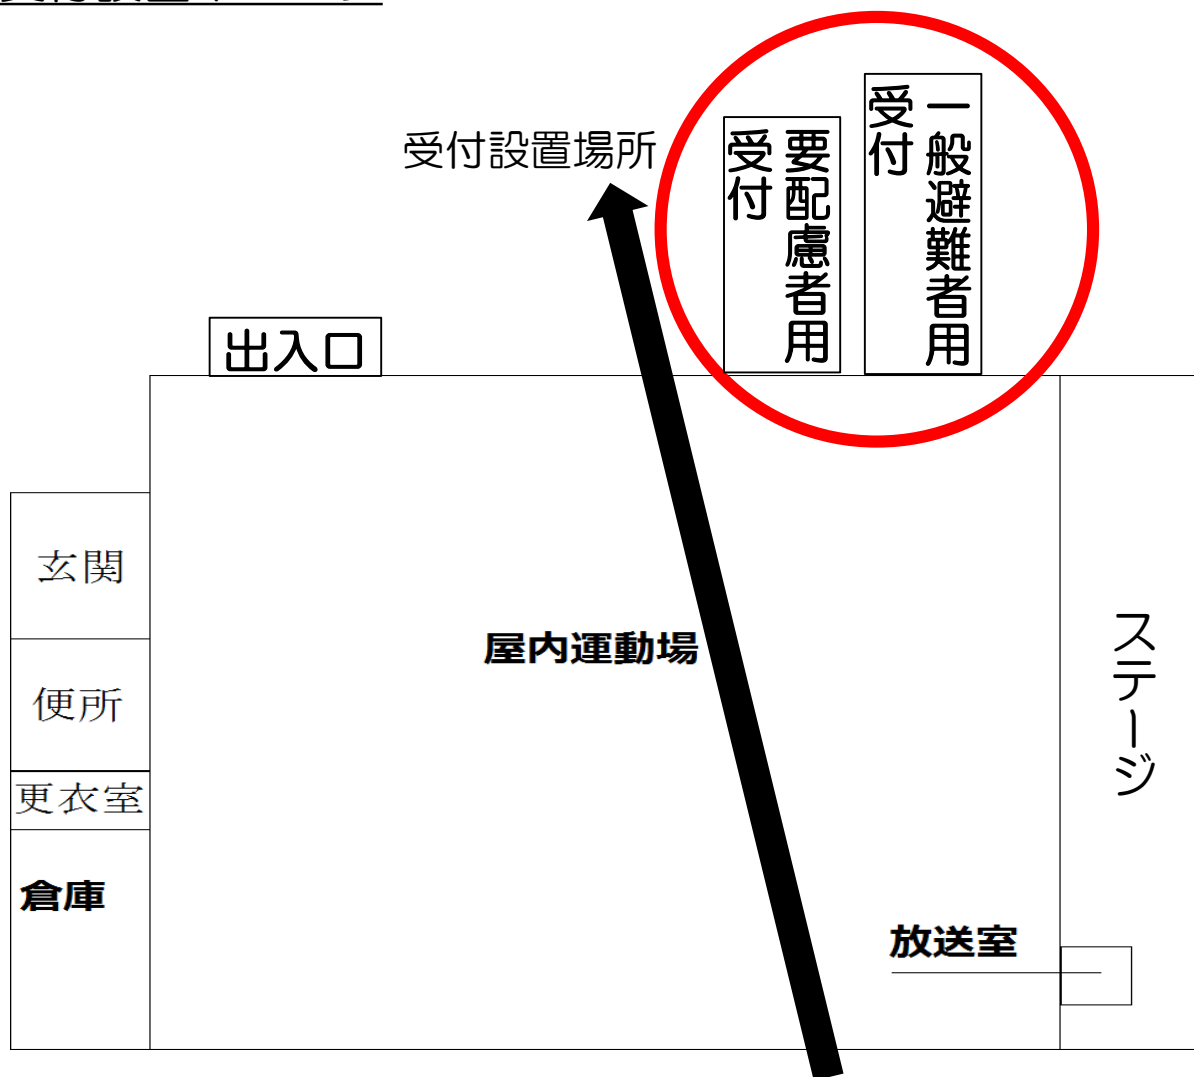 受付設置場所
一般避難者用
受付
要配慮者用
受付
出入口
玄関
便所
更衣室
倉庫
屋内運動場
ステージ
放送室